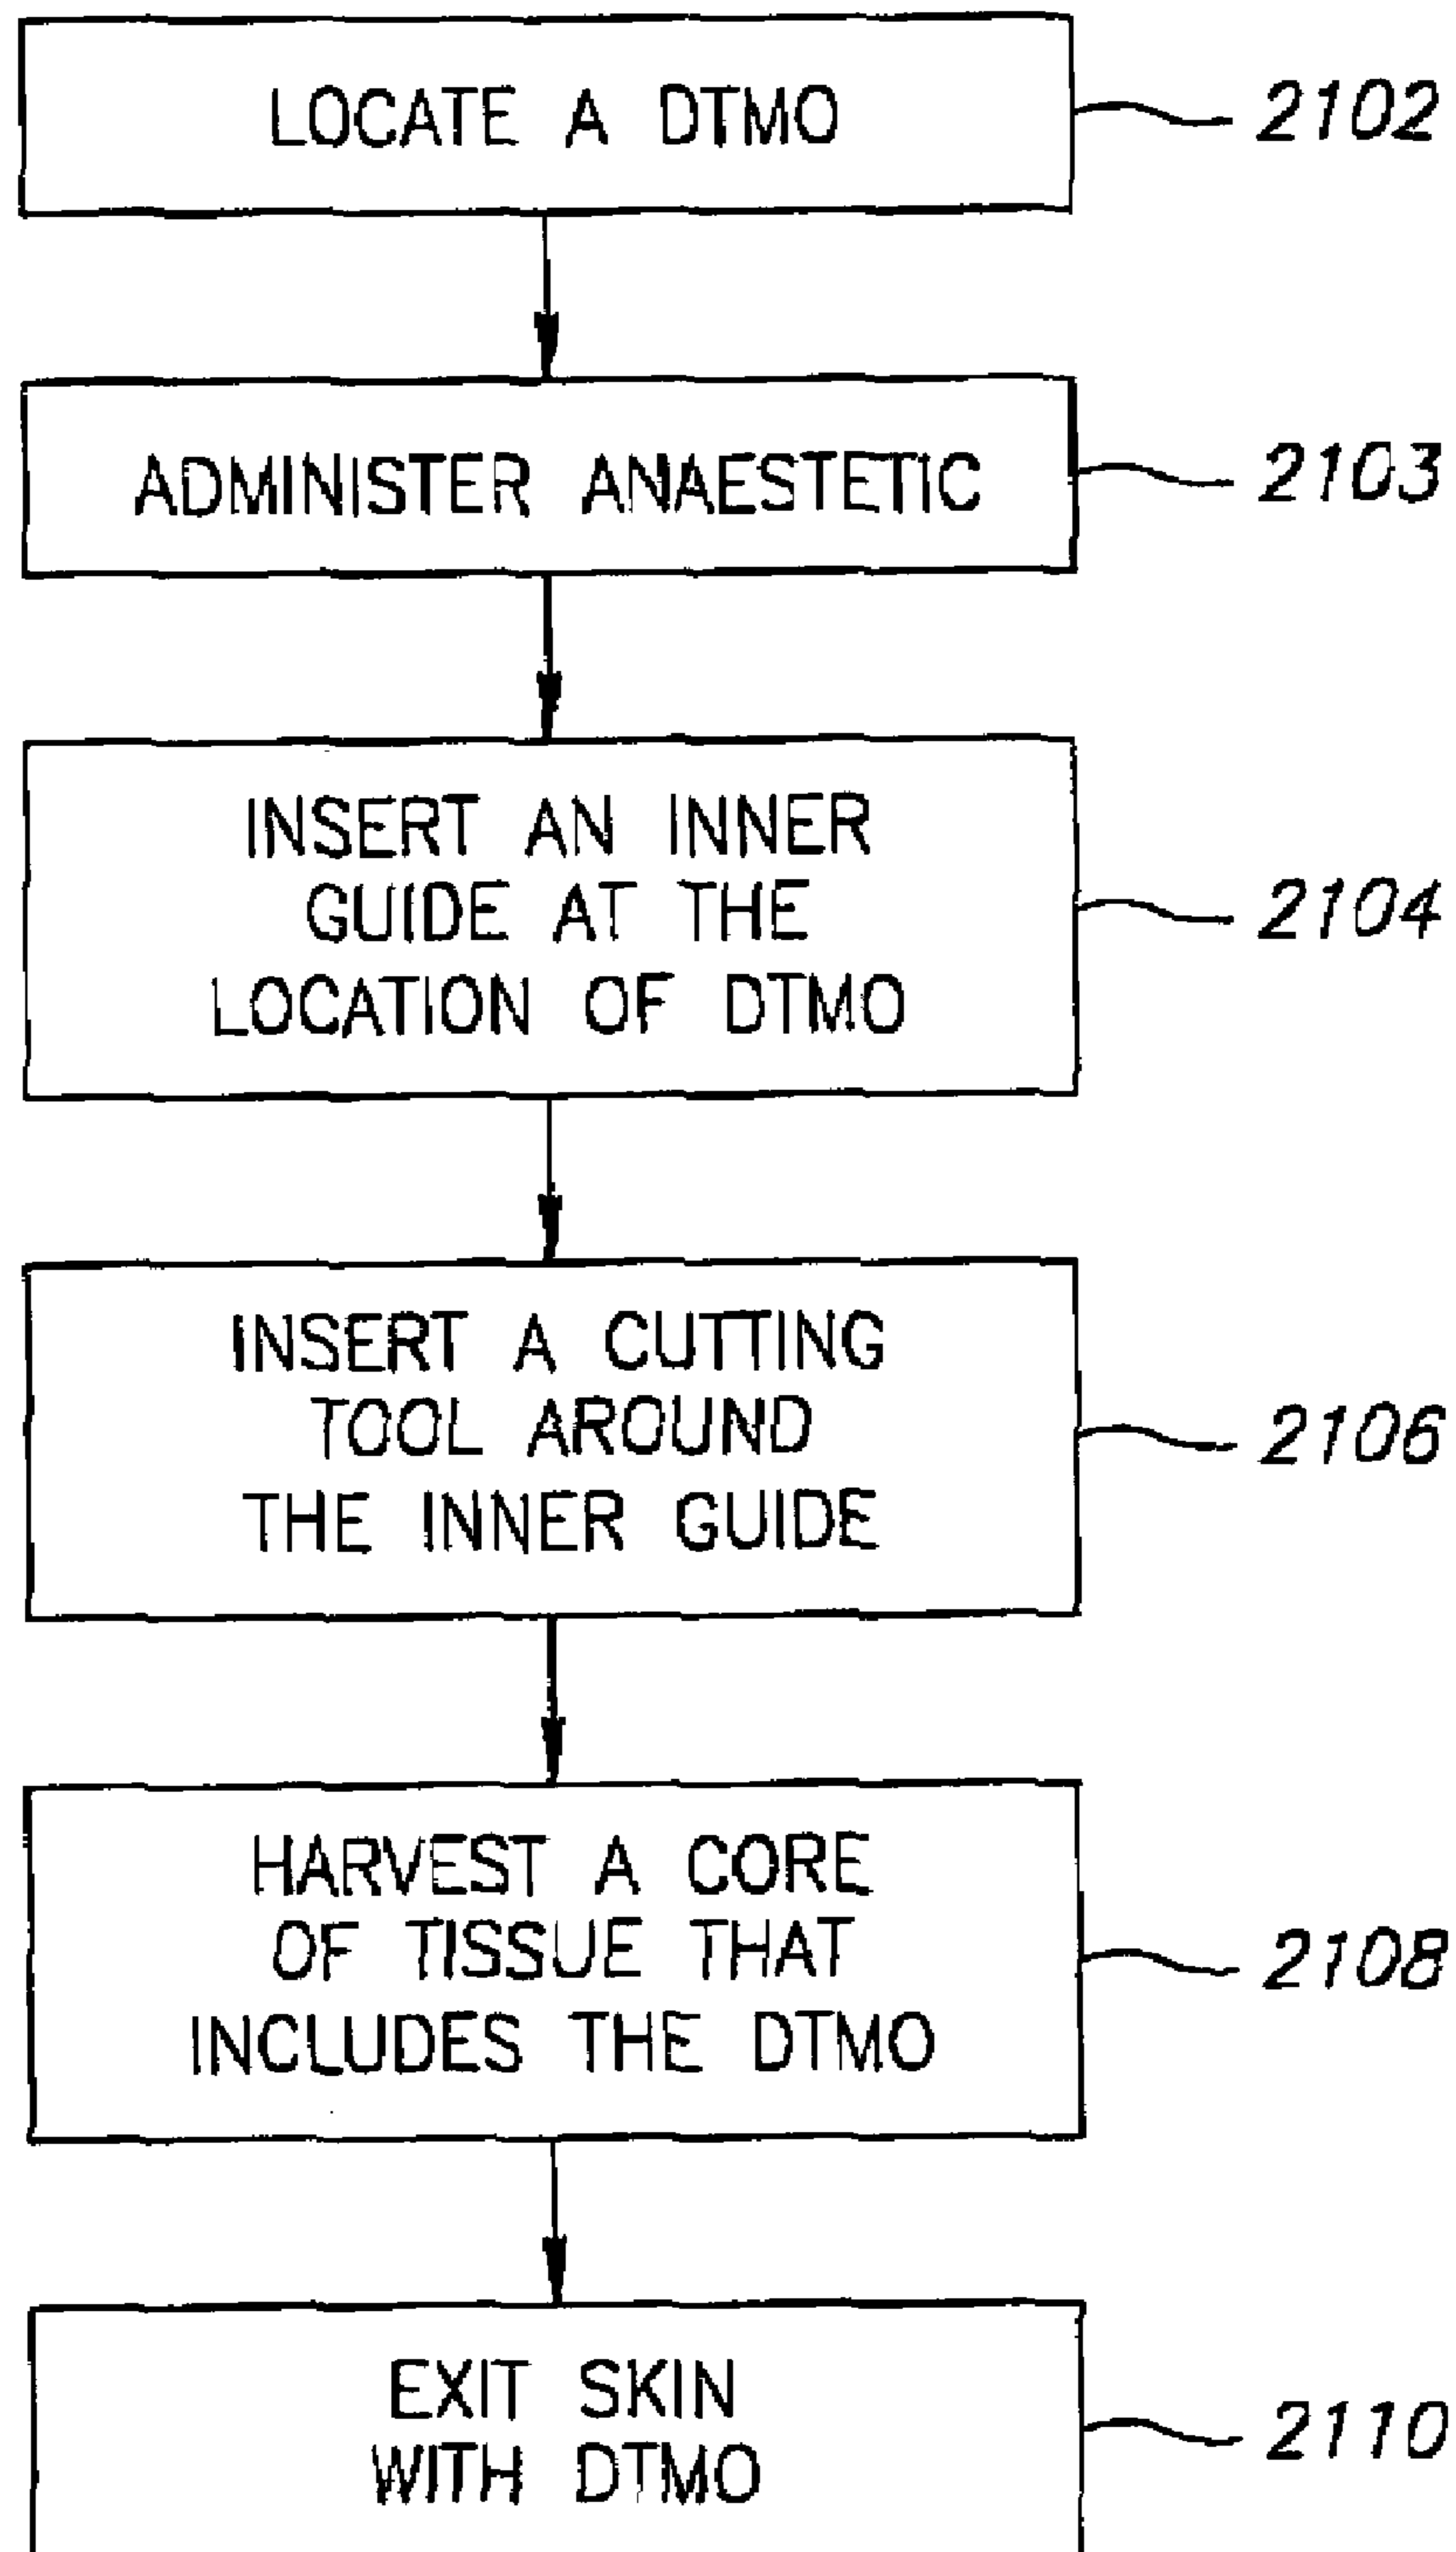 LOCATE A DTMO
2102
ADMINISTER ANAESTETIC
2103
INSERT AN INNER
GUIDE AT THE
LOCATION OF DTMO
2104
INSERT A CUTTING
TOOL AROUND
THE INNER GUIDE
2106
HARVEST A CORE
OF TISSUE THAT
INCLUDES THE DTMO
2108
EXIT SKIN
WITH DTMO
2110